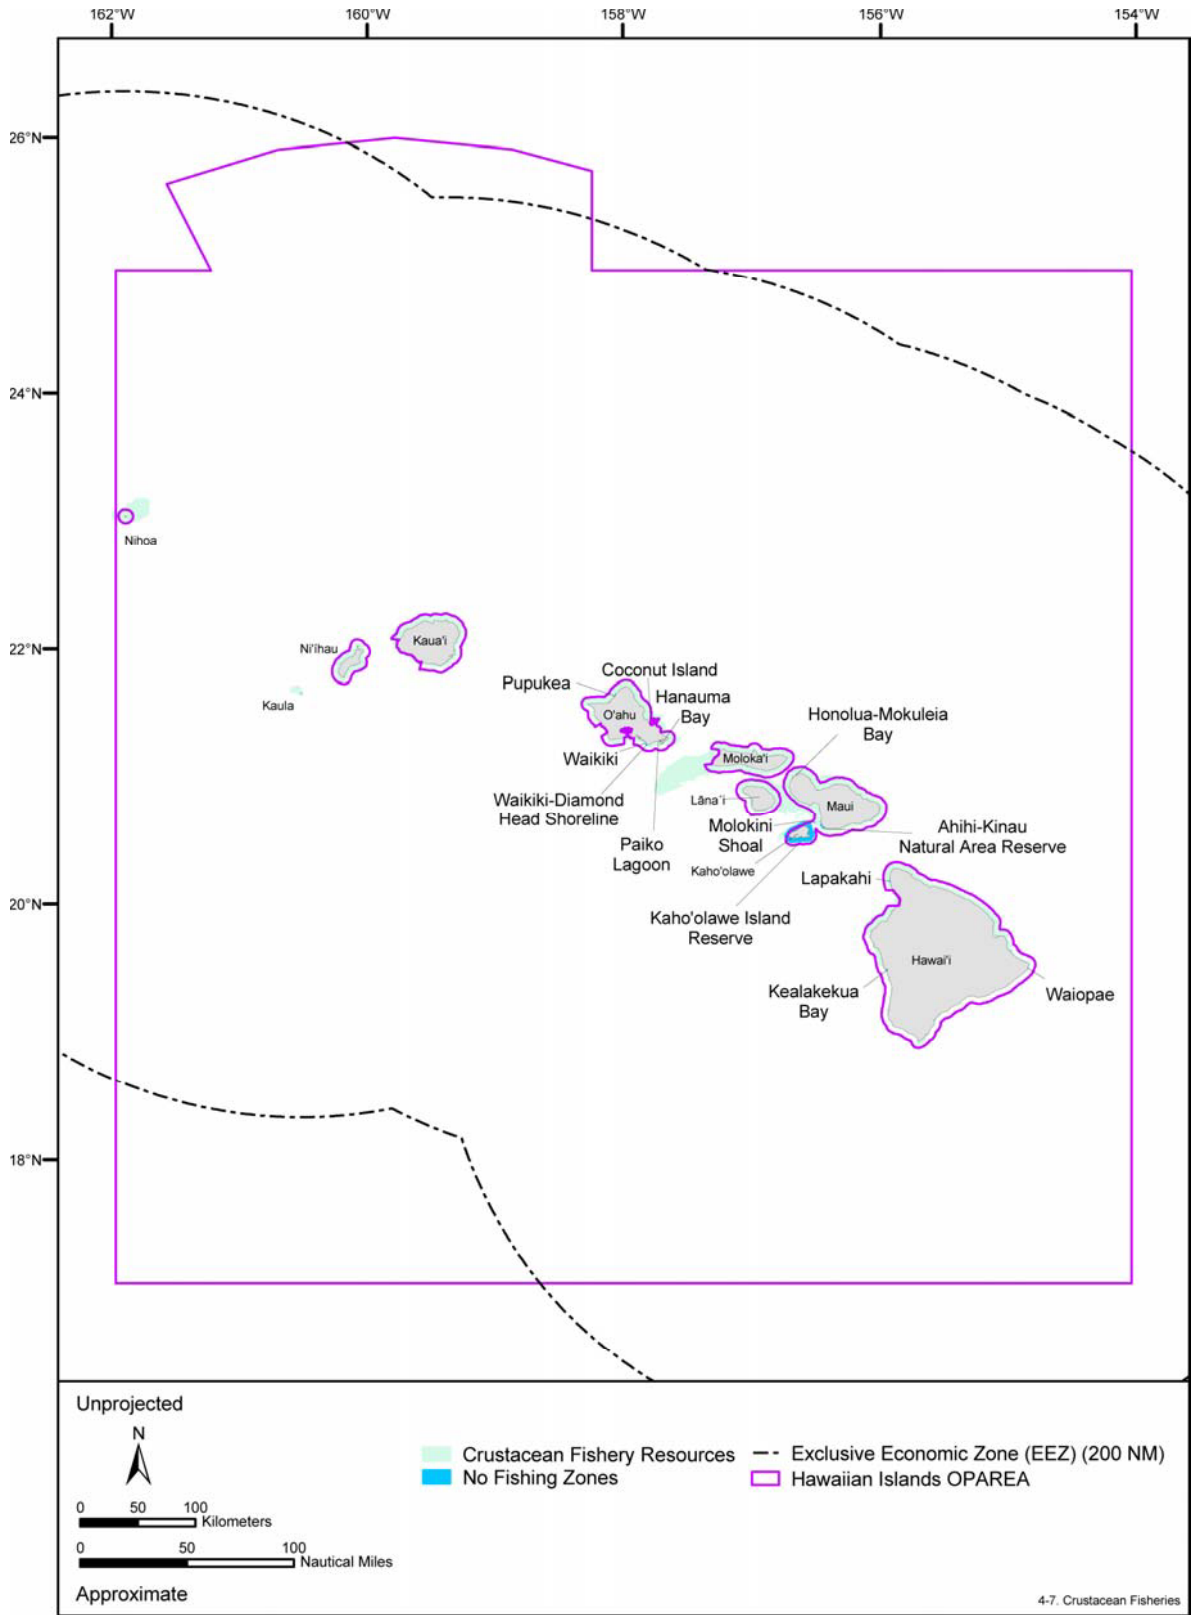 162°W
160°W
158°W
156°W
154°W
26°N
24°N
Nihoa
22°N
Ni'ihau
Kaua'i
Kaula
Pupukea
Coconut Island
Hanauma
Bay
O'ahu
Honolua-Mokuleia
Bay
Waikiki
Moloka'i
Waikiki-Diamond
Head Shoreline
Lāna'i
Maui
Molokini
Shoal
Ahihi-Kinau
Natural Area Reserve
Paiko
Lagoon
Kaho'olawe
Lapakahi
20°N
Kaho'olawe Island
Reserve
Hawai'i
Kealakekua
Bay
Waiopae
18°N
Unprojected
N
0 50 100
Kilometers
0 50 100
Nautical Miles
Approximate
Crustacean Fishery Resources
No Fishing Zones
Exclusive Economic Zone (EEZ) (200 NM)
Hawaiian Islands OPAREA
4-7. Crustacean Fisheries